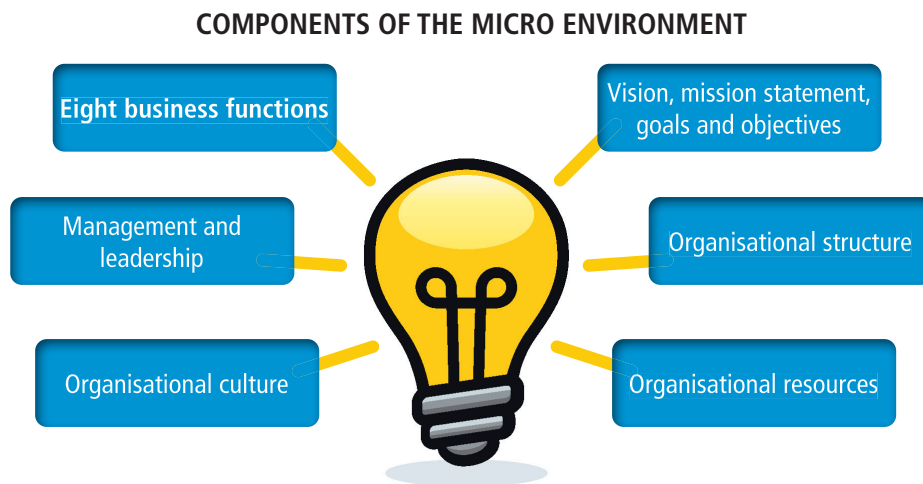 COMPONENTS OF THE MICRO ENVIRONMENT
Eight business functions
Vision, mission statement,
goals and objectives
Management and
leadership
Organisational structure
Organisational culture
Organisational resources